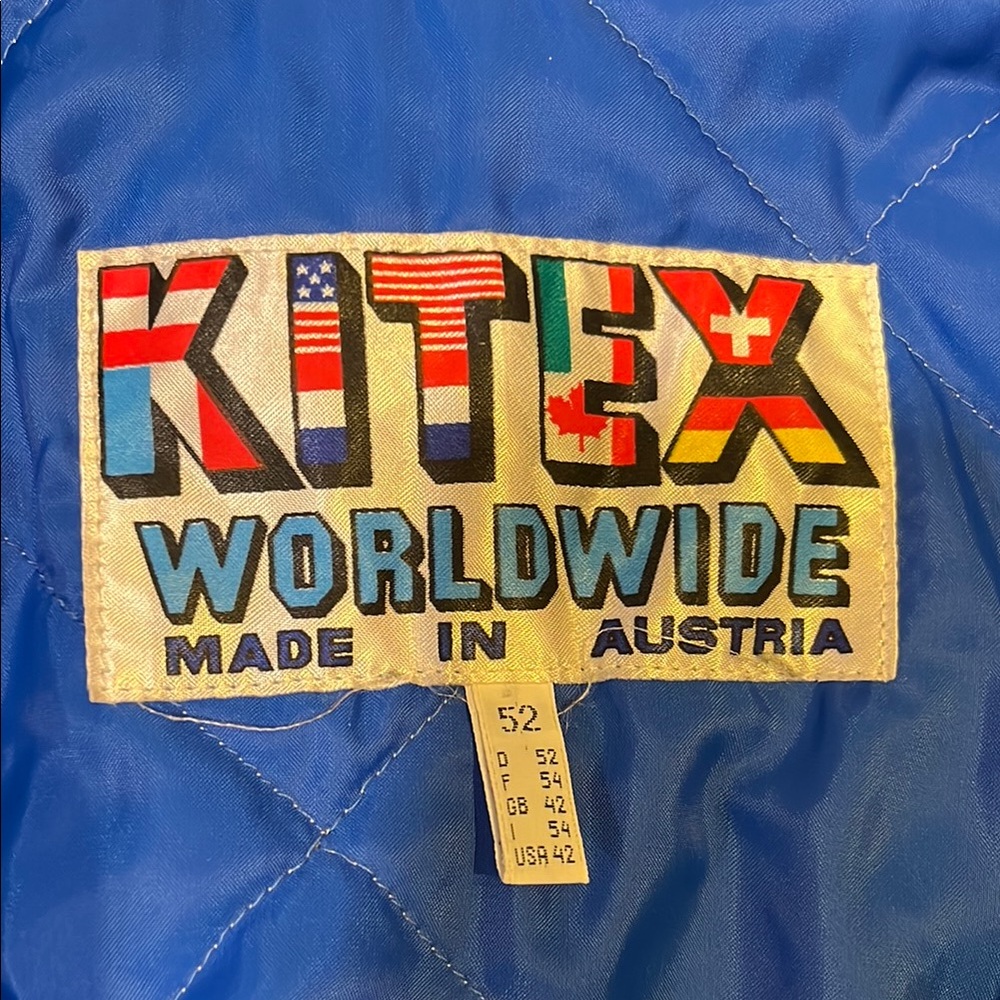 KITEX
WORLDWIDE
MADE IN AUSTRIA
52
D 52
F 54
GB 42
I 54
USA 42